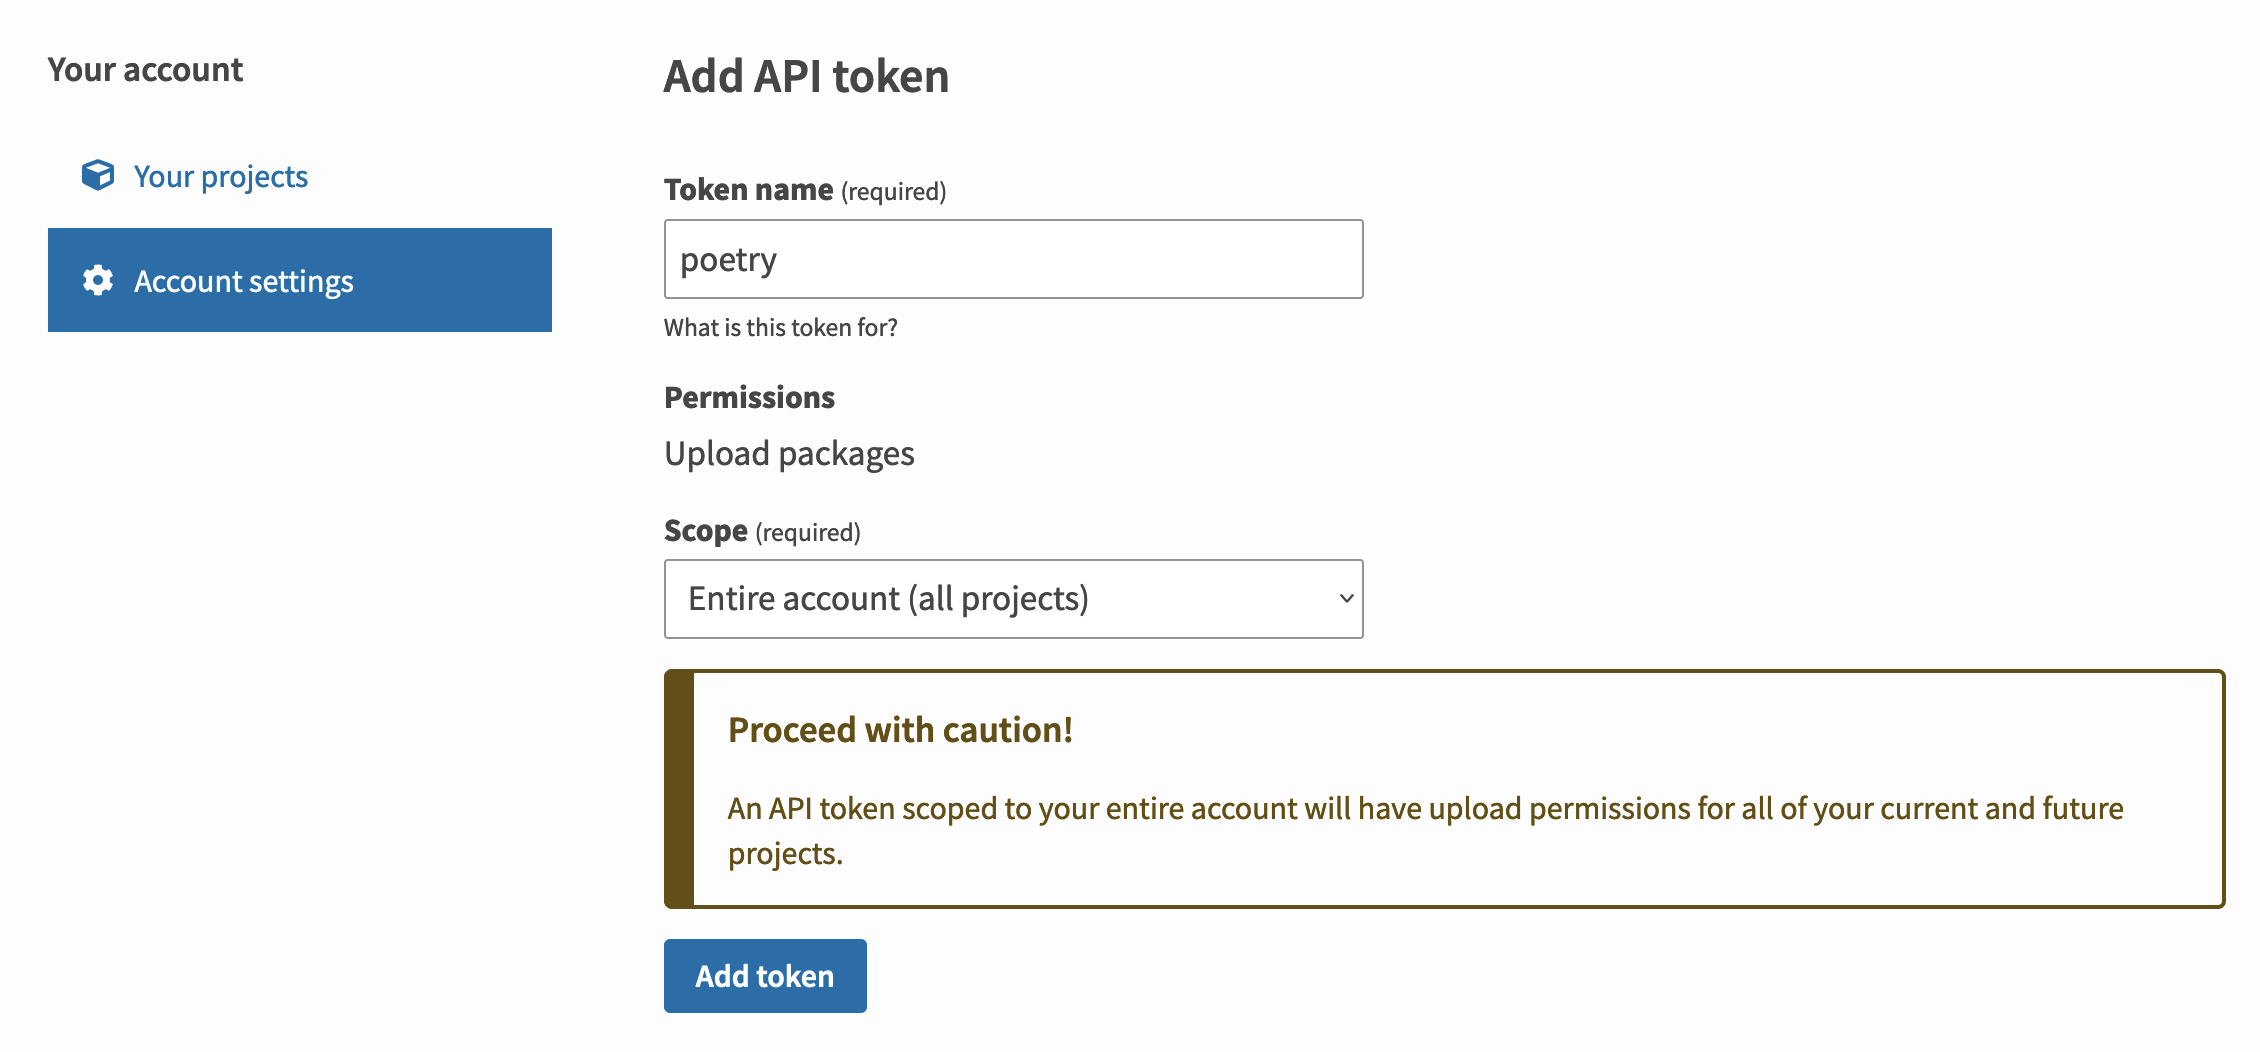 Your account
Your projects
Account settings
Add API token
Token name (required)
poetry
What is this token for?
Permissions
Upload packages
Scope (required)
Entire account (all projects)
Proceed with caution!
An API token scoped to your entire account will have upload permissions for all of your current and future
projects.
Add token